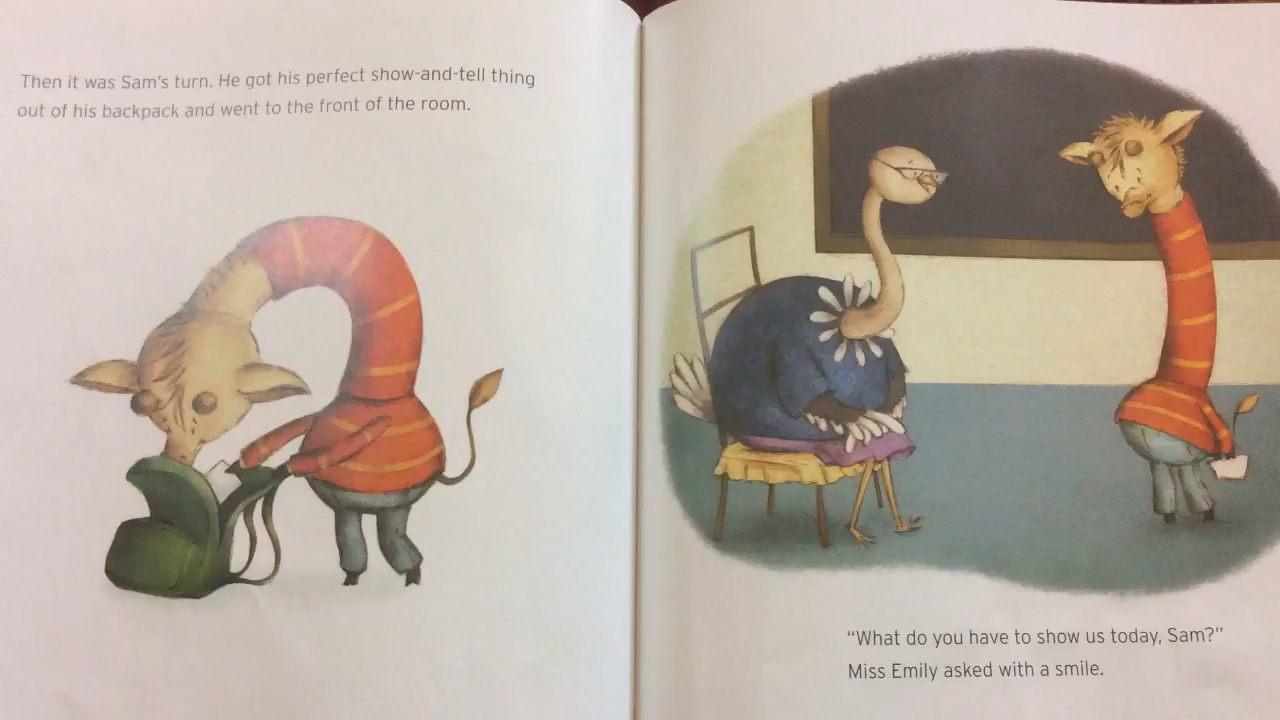 Then it was Sam's turn. He got his perfect show-and-tell thing
out of his backpack and went to the front of the room.
“What do you have to show us today, Sam?”
Miss Emily asked with a smile.